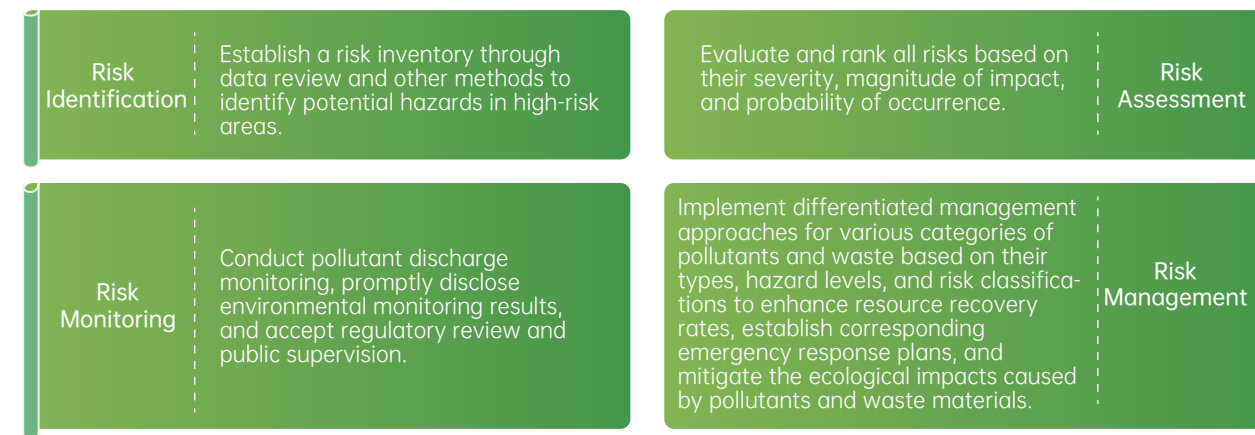 Risk
Identification
Establish a risk inventory through
data review and other methods to
identify potential hazards in high-risk
areas.
Evaluate and rank all risks based on
their severity, magnitude of impact,
and probability of occurrence.
Risk
Assessment
Risk
Monitoring
Conduct pollutant discharge
monitoring, promptly disclose
environmental monitoring results,
and accept regulatory review and
public supervision.
Implement differentiated management
approaches for various categories of
pollutants and waste based on their
types, hazard levels, and risk classifica-
tions to enhance resource recovery
rates, establish corresponding
emergency response plans, and
mitigate the ecological impacts caused
by pollutants and waste materials.
Risk
Management